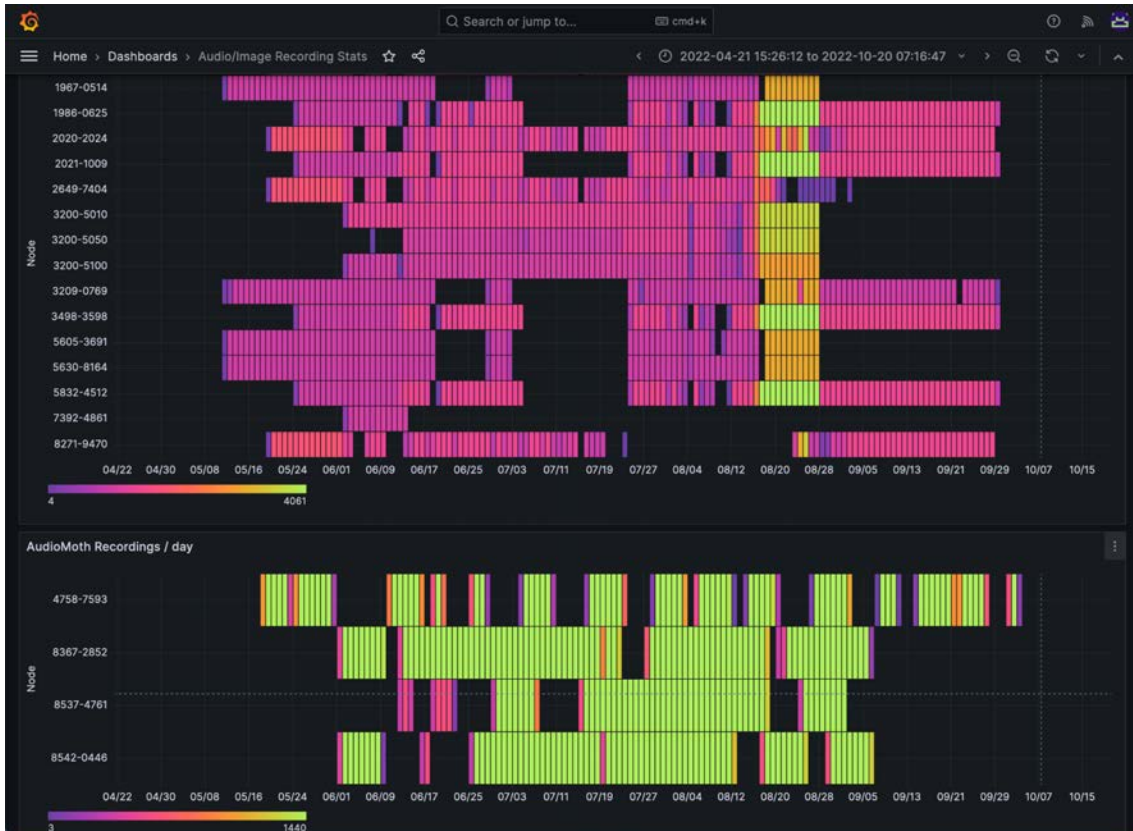 Search or jump to...
cmd+k
Home › Dashboards › Audio/Image Recording Stats
2022-04-21 15:26:12 to 2022-10-20 07:16:47
1967-0514
1986-0625
2020-2024
2021-1009
2649-7404
3200-5010
3200-5050
3200-5100
3209-0769
3498-3598
5605-3691
5630-8164
5832-4512
7392-4861
8271-9470
Node
04/22 04/30 05/08 05/16 05/24 06/01 06/09 06/17 06/25 07/03 07/11 07/19 07/27 08/04 08/12 08/20 08/28 09/05 09/13 09/21 09/29 10/07 10/15
4 4061
AudioMoth Recordings / day
4758-7593
8367-2852
8537-4761
8542-0446
Node
04/22 04/30 05/08 05/16 05/24 06/01 06/09 06/17 06/25 07/03 07/11 07/19 07/27 08/04 08/12 08/20 08/28 09/05 09/13 09/21 09/29 10/07 10/15
3 1440